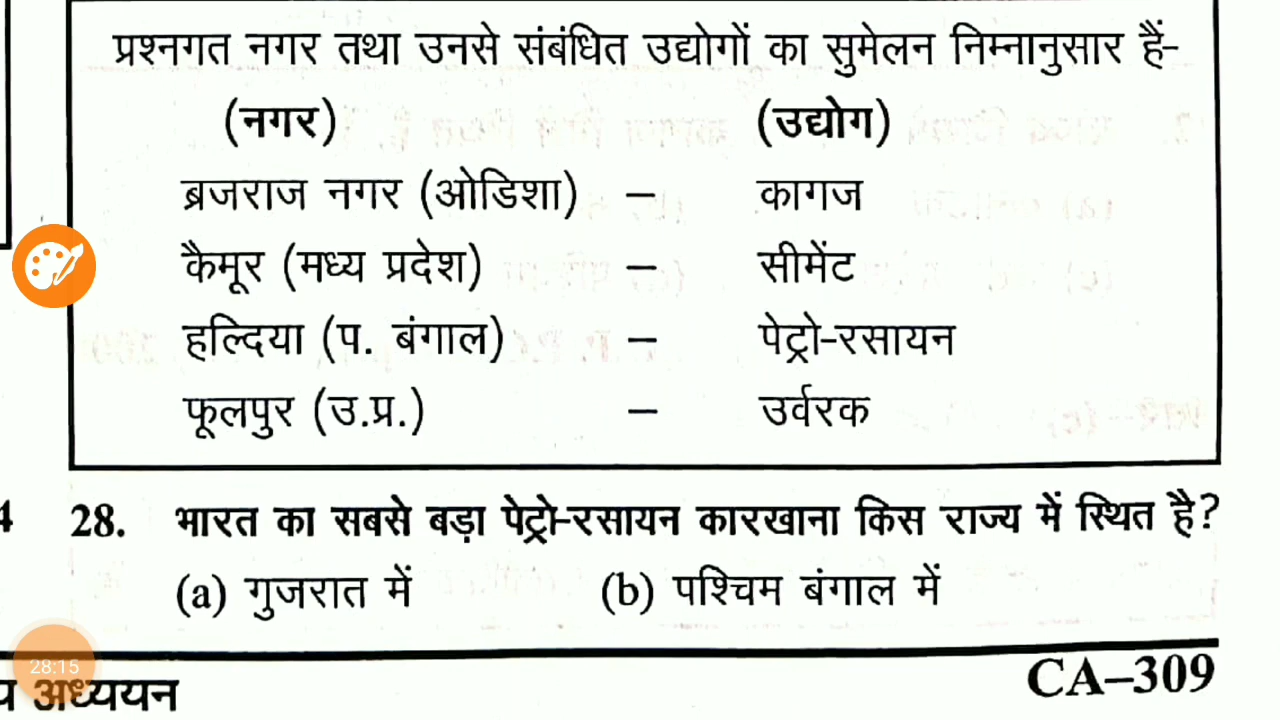 प्रश्नगत नगर तथा उनसे संबंधित उद्योगों का सुमेलन निम्नानुसार हैं-
(नगर) (उद्योग)
ब्रजराज नगर (ओडिशा) – कागज
कैमूर (मध्य प्रदेश) – सीमेंट
हल्दिया (प. बंगाल) – पेट्रो-रसायन
फूलपुर (उ.प्र.) – उर्वरक
4 28. भारत का सबसे बड़ा पेट्रो-रसायन कारखाना किस राज्य में स्थित है?
(a) गुजरात में (b) पश्चिम बंगाल में
28:15
अध्ययन CA–309